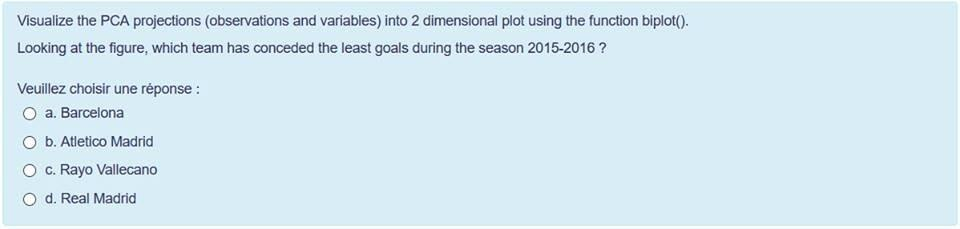 Visualize the PCA projections (observations and variables) into 2 dimensional plot using the function biplot().
Looking at the figure, which team has conceded the least goals during the season 2015-2016 ?
Veuillez choisir une réponse :
a. Barcelona
b. Atletico Madrid
c. Rayo Vallecano
d. Real Madrid